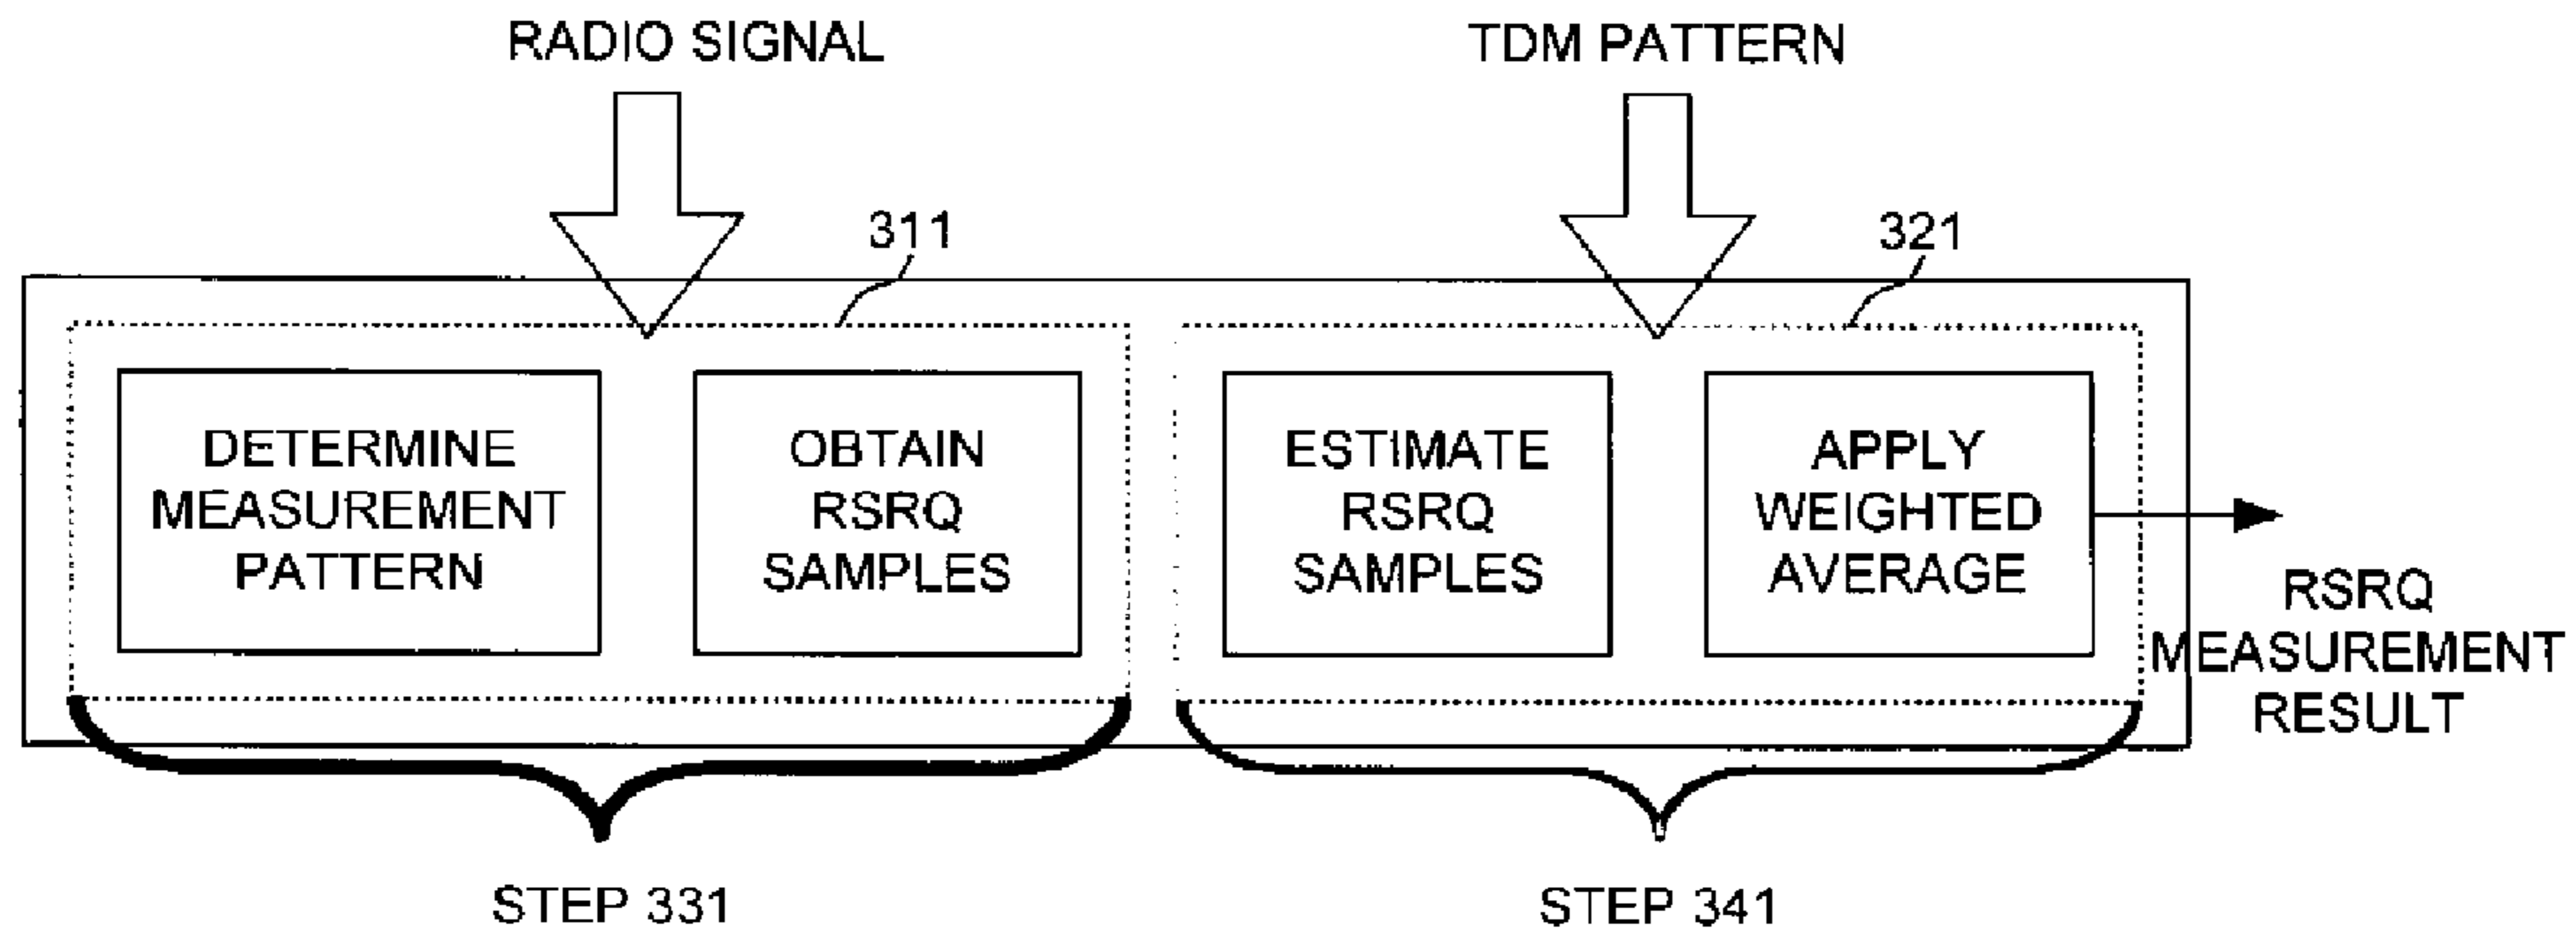 RADIO SIGNAL
TDM PATTERN
311
321
DETERMINE
MEASUREMENT
PATTERN
OBTAIN
RSRQ
SAMPLES
ESTIMATE
RSRQ
SAMPLES
APPLY
WEIGHTED
AVERAGE
RSRQ
MEASUREMENT
RESULT
STEP 331
STEP 341